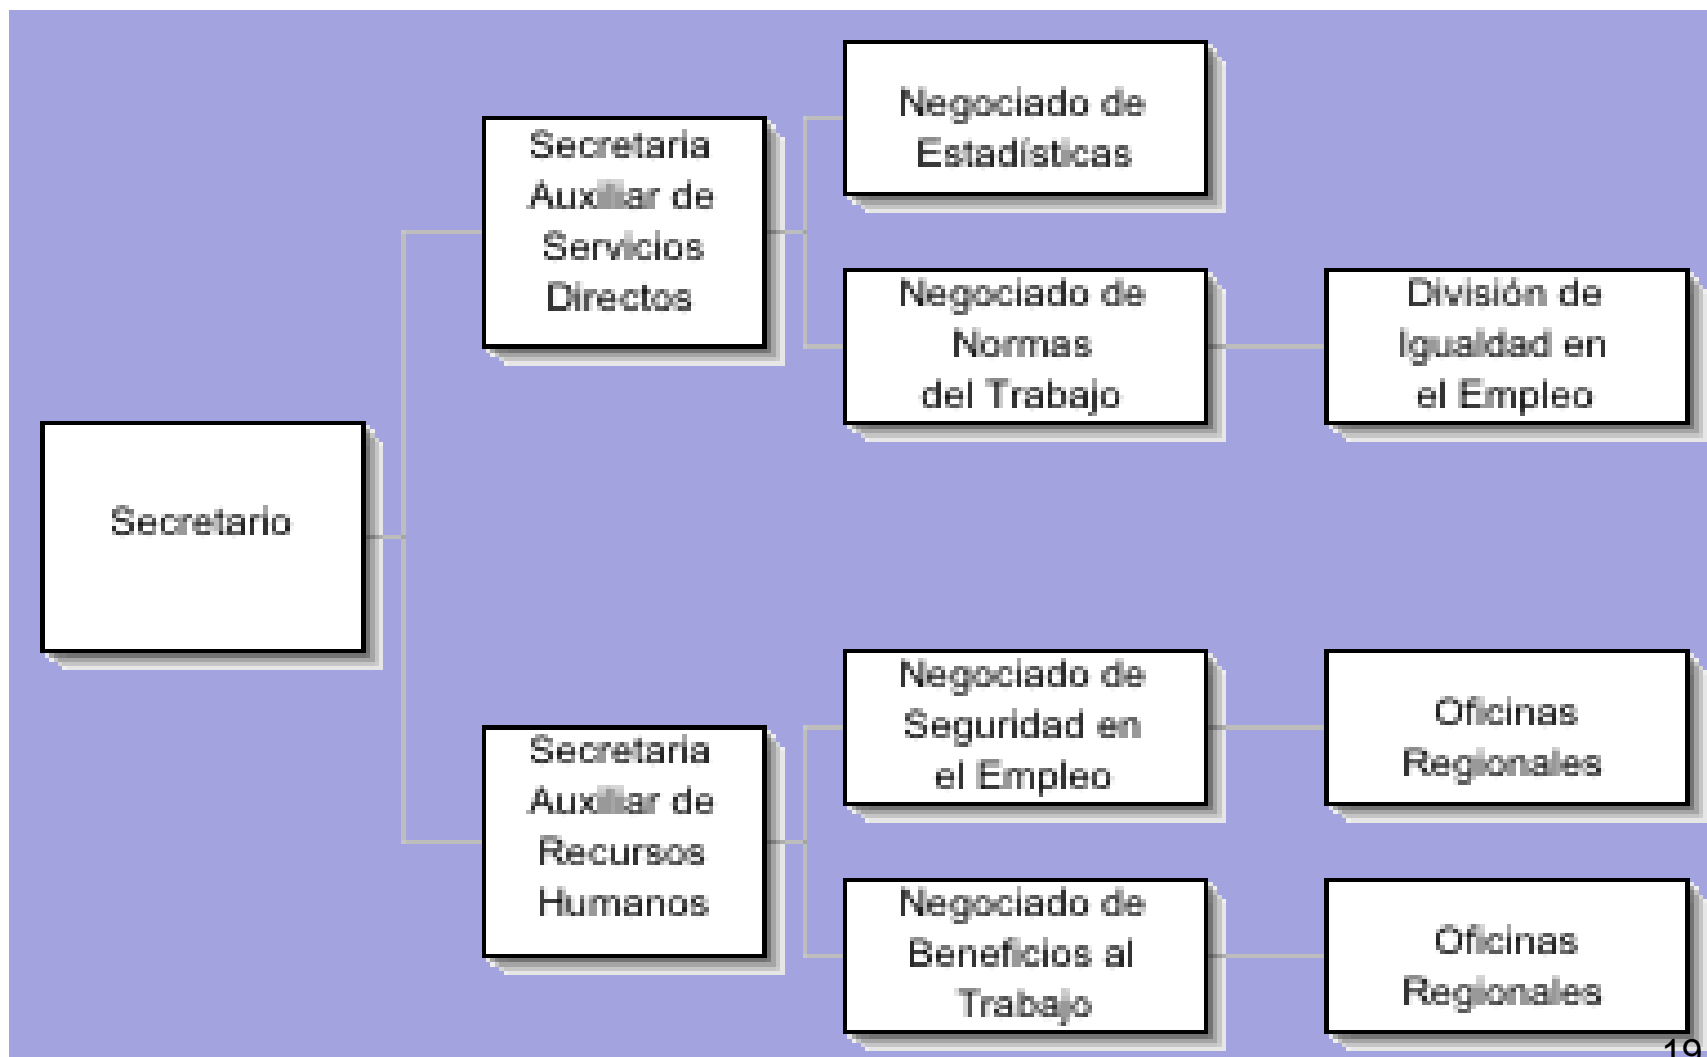 Secretario
Secretaria
Auxiliar de
Servicios
Directos
Negociado de
Estadísticas
Negociado de
Normas
del Trabajo
División de
Igualdad en
el Empleo
Secretaria
Auxiliar de
Recursos
Humanos
Negociado de
Seguridad en
el Empleo
Oficinas
Regionales
Negociado de
Beneficios al
Trabajo
Oficinas
Regionales
19